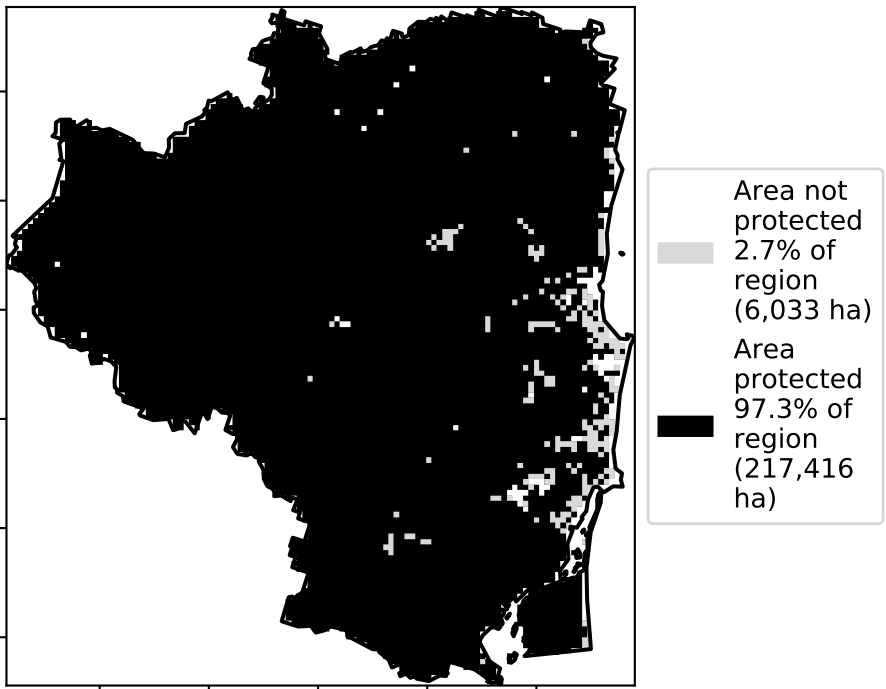 Area not
protected
2.7% of
region
(6,033 ha)
Area
protected
97.3% of
region
(217,416
ha)